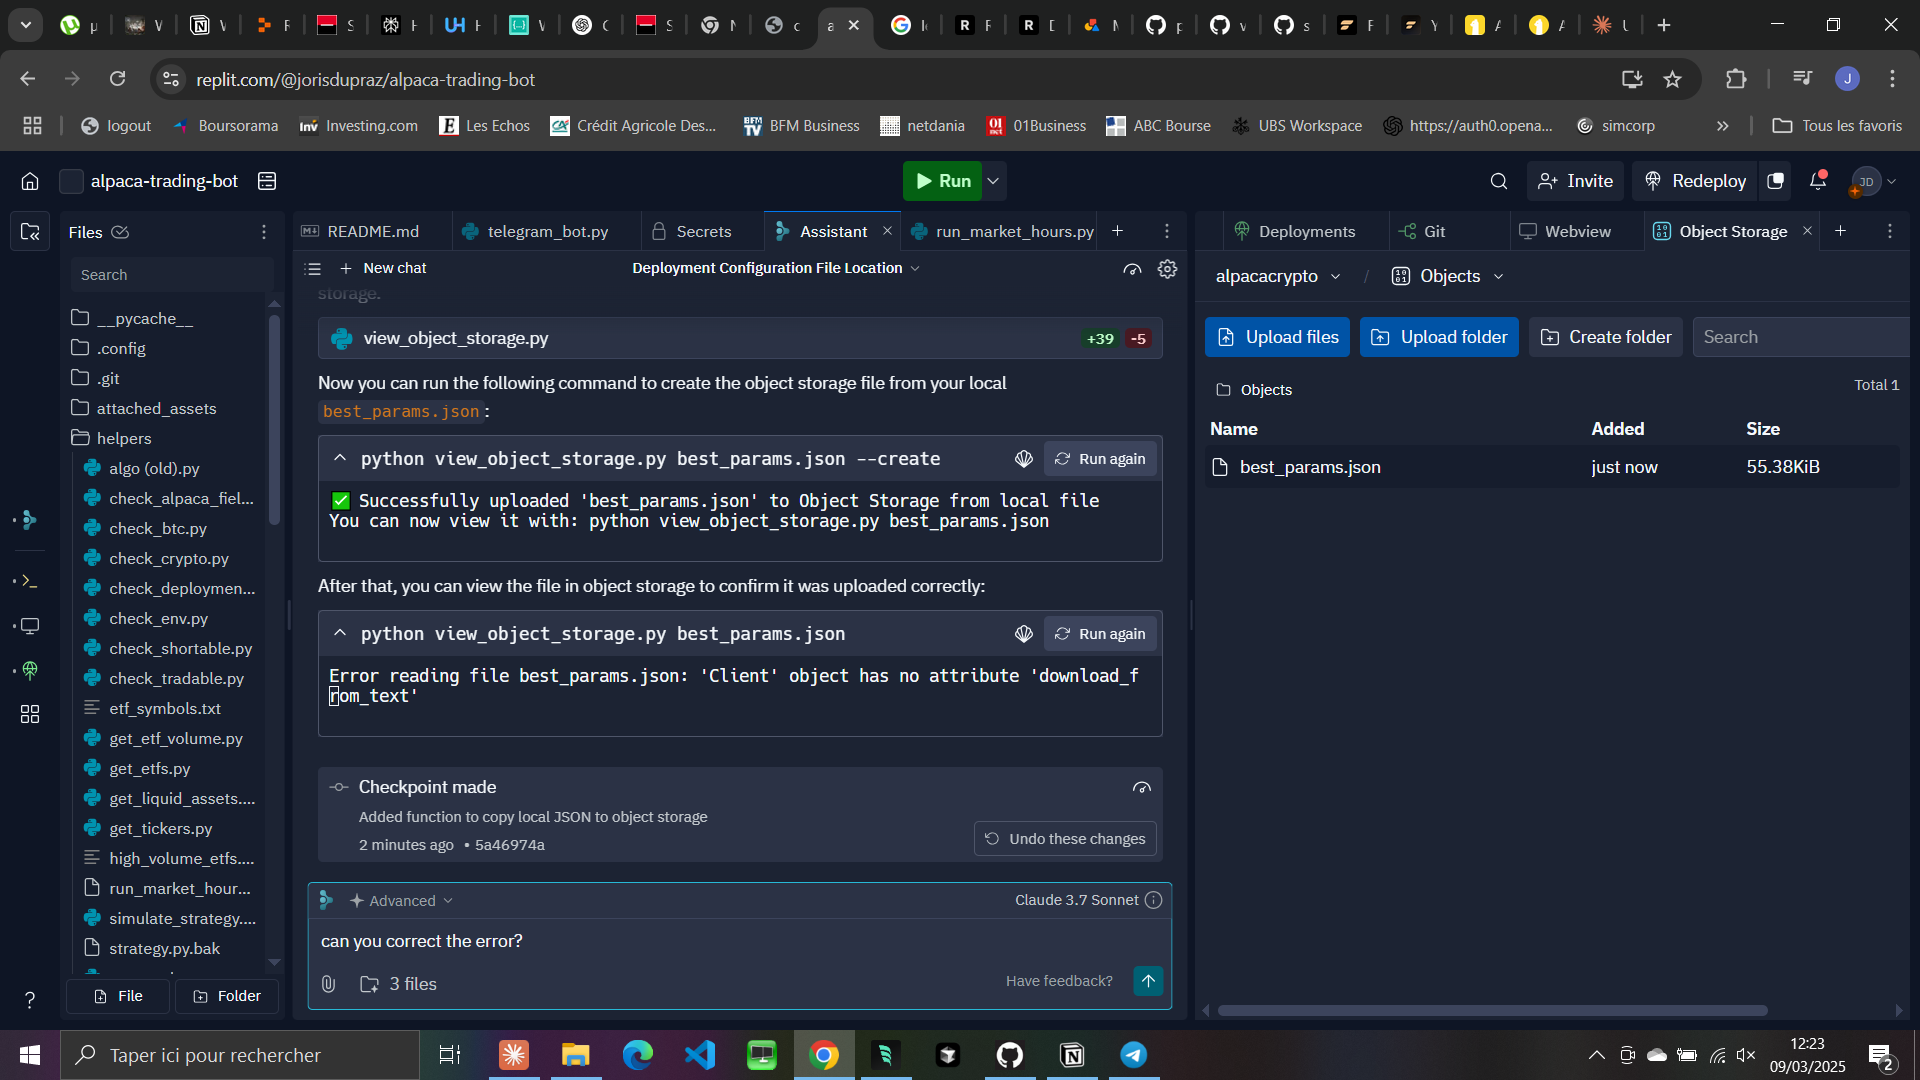 replit.com/@jorisdupraz/alpaca-trading-bot
logout
Boursorama
Investing.com
Les Echos
Crédit Agricole Des...
BFM Business
netdania
01Business
ABC Bourse
UBS Workspace
https://auth0.opena...
simcorp
Tous les favoris
alpaca-trading-bot
Run
Invite
Redeploy
JD
Files
Search
__pycache__
.config
.git
attached_assets
helpers
algo (old).py
check_alpaca_fiel...
check_btc.py
check_crypto.py
check_deploymen...
check_env.py
check_shortable.py
check_tradable.py
etf_symbols.txt
get_etf_volume.py
get_etfs.py
get_liquid_assets....
get_tickers.py
high_volume_etfs....
run_market_hour...
simulate_strategy....
strategy.py.bak
File
Folder
README.md
telegram_bot.py
Secrets
Assistant
run_market_hours.py
New chat
Deployment Configuration File Location
storage.
view_object_storage.py
+39 -5
Now you can run the following command to create the object storage file from your local
best_params.json:
python view_object_storage.py best_params.json --create
Run again
✅ Successfully uploaded 'best_params.json' to Object Storage from local file
You can now view it with: python view_object_storage.py best_params.json
After that, you can view the file in object storage to confirm it was uploaded correctly:
python view_object_storage.py best_params.json
Run again
Error reading file best_params.json: 'Client' object has no attribute 'download_f
rom_text'
Checkpoint made
Added function to copy local JSON to object storage
2 minutes ago • 5a46974a
Undo these changes
Advanced
Claude 3.7 Sonnet
can you correct the error?
3 files
Have feedback?
Deployments
Git
Webview
Object Storage
alpacacrypto / Objects
Upload files
Upload folder
Create folder
Search
Objects
Total 1
Name Added Size
best_params.json just now 55.38KiB
Taper ici pour rechercher
12:23
09/03/2025
2